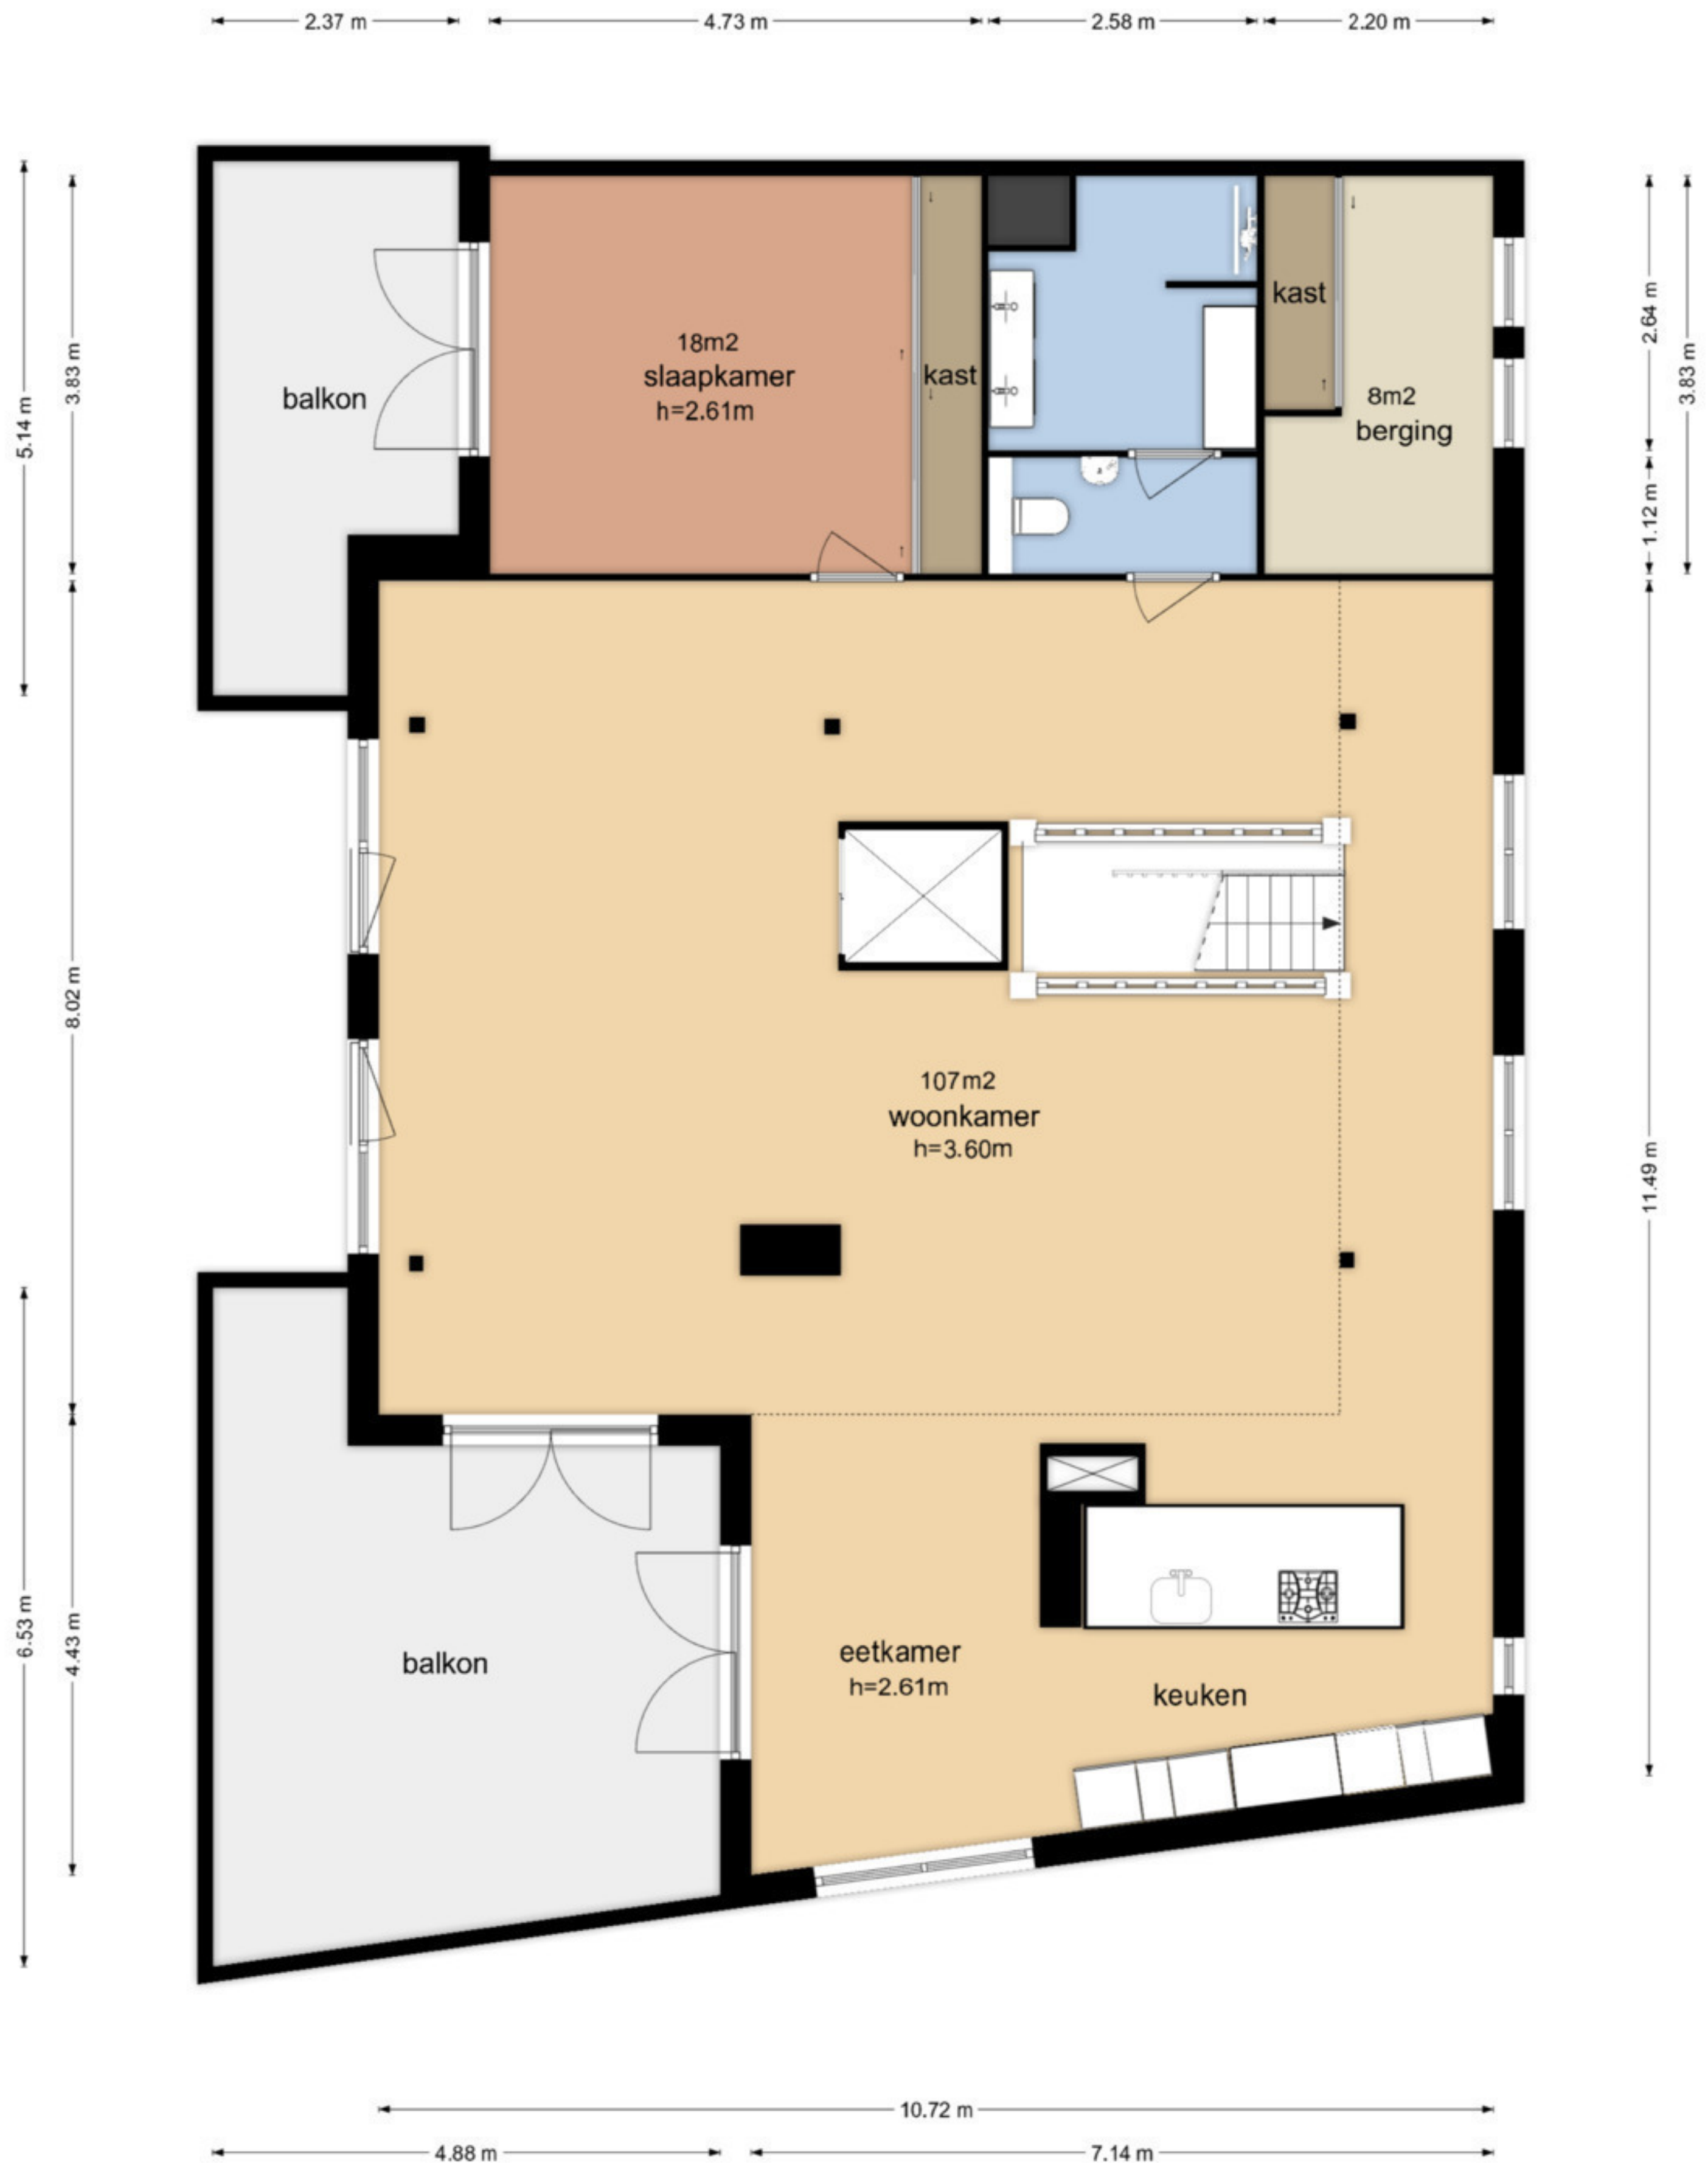 2.37 m
4.73 m
2.58 m
2.20 m
5.14 m
3.83 m
balkon
18m2
slaapkamer
h=2.61m
kast
kast
8m2
berging
2.64 m
3.83 m
1.12 m
8.02 m
107m2
woonkamer
h=3.60m
11.49 m
6.53 m
4.43 m
balkon
eetkamer
h=2.61m
keuken
10.72 m
4.88 m
7.14 m